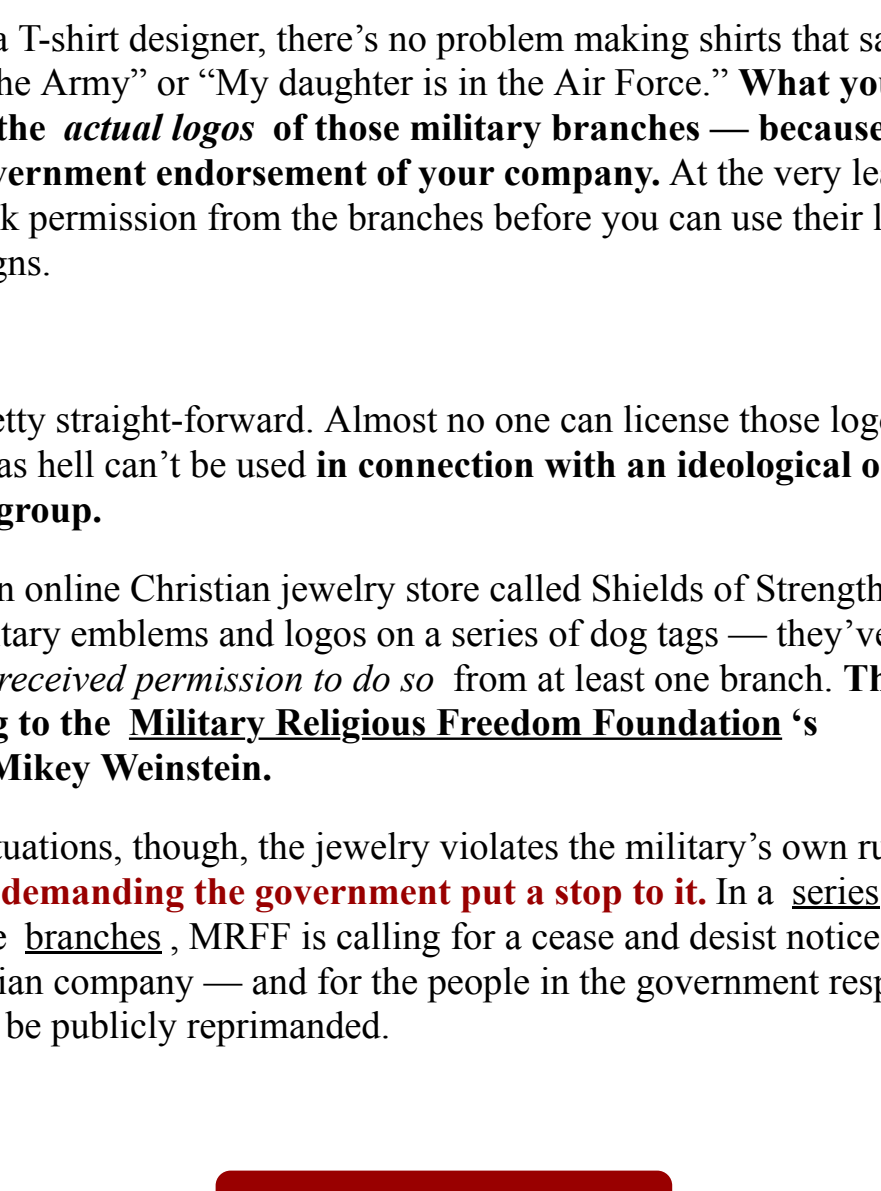 a T-shirt designer, there’s no problem making shirts that sa
he Army” or “My daughter is in the Air Force.” What you
the actual logos of those military branches — because
vernment endorsement of your company. At the very lea
k permission from the branches before you can use their l
gns.
etty straight-forward. Almost no one can license those logo
as hell can’t be used in connection with an ideological o
group.
n online Christian jewelry store called Shields of Strength
tary emblems and logos on a series of dog tags — they’ve
received permission to do so from at least one branch. Th
g to the Military Religious Freedom Foundation ‘s
Mikey Weinstein.
tuations, though, the jewelry violates the military’s own ru
demanding the government put a stop to it. In a series
e branches , MRFF is calling for a cease and desist notice
ian company — and for the people in the government resp
be publicly reprimanded.